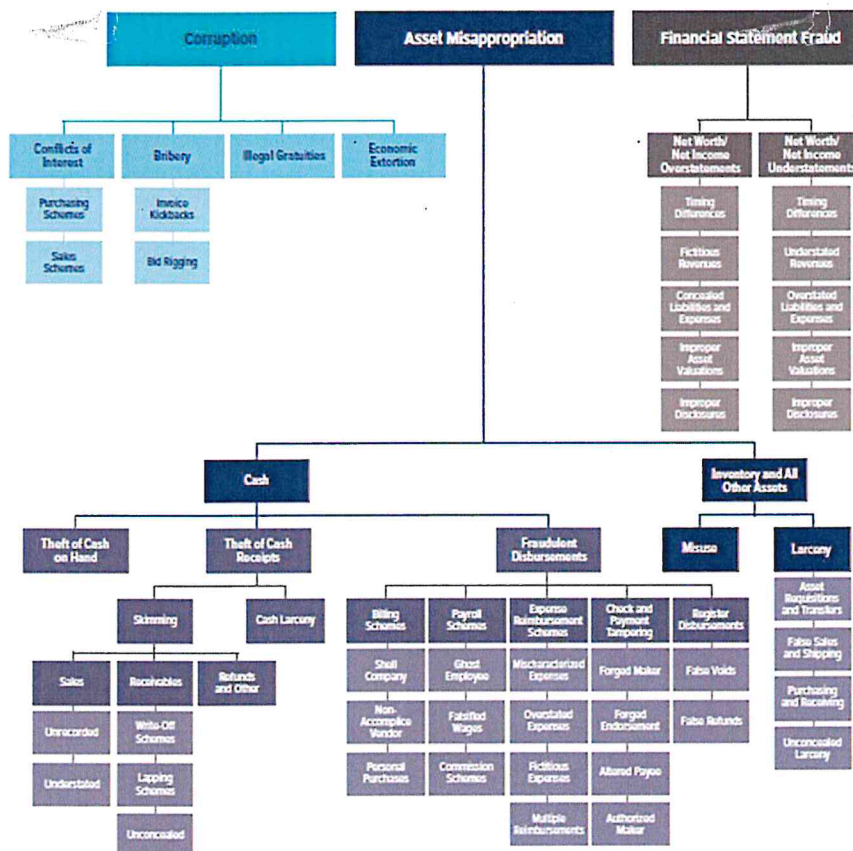 Corruption
Asset Misappropriation
Financial Statement Fraud
Conflicts of
Interest
Bribery
Illegal Gratuities
Economic
Extortion
Purchasing
Schemes
Invoice
Kickbacks
Sales
Schemes
Bid Rigging
Net Worth/
Net Income
Overstatements
Net Worth/
Net Income
Understatements
Timing
Differences
Timing
Differences
Fictitious
Revenues
Understated
Revenues
Concealed
Liabilities and
Expenses
Overstated
Liabilities and
Expenses
Improper
Asset
Valuations
Improper
Asset
Valuations
Improper
Disclosures
Improper
Disclosures
Cash
Inventory and All
Other Assets
Theft of Cash
on Hand
Theft of Cash
Receipts
Fraudulent
Disbursements
Misuse
Larceny
Skimming
Cash Larceny
Sales
Receivables
Refunds
and Other
Unrecorded
Write-Off
Schemes
Understated
Lapping
Schemes
Unconcealed
Billing
Schemes
Payroll
Schemes
Expense
Reimbursement
Schemes
Check and
Payment
Tampering
Register
Disbursements
Shell
Company
Ghost
Employee
Mischaracterized
Expenses
Forged Maker
False Voids
Non-
Accomplice
Vendor
Falsified
Wages
Overstated
Expenses
Forged
Endorsement
False Refunds
Personal
Purchases
Commission
Schemes
Fictitious
Expenses
Altered Payee
Multiple
Reimbursements
Authorized
Maker
Asset
Requisitions
and Transfers
False Sales
and Shipping
Purchasing
and Receiving
Unconcealed
Larceny